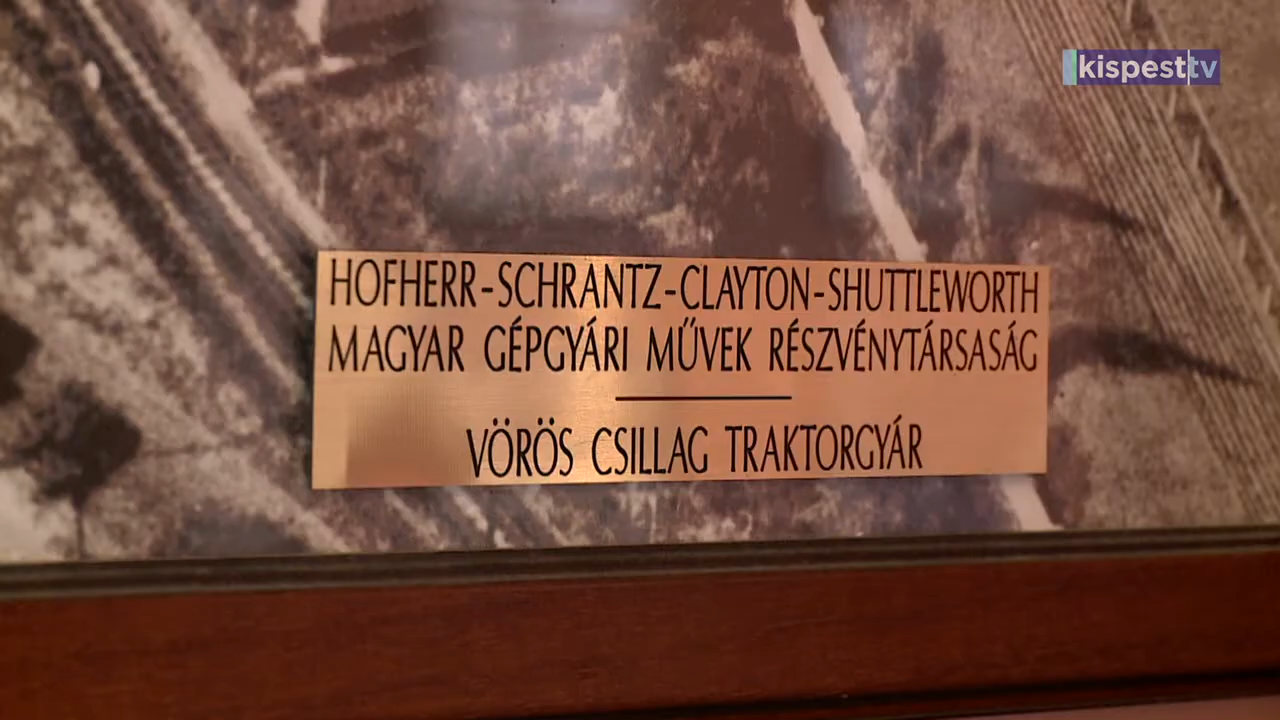 kispest tv
HOFHERR-SCHRANTZ-CLAYTON-SHUTTLEWORTH
MAGYAR GÉPGYÁRI MŰVEK RÉSZVÉNYTÁRSASÁG
VÖRÖS CSILLAG TRAKTORGYÁR